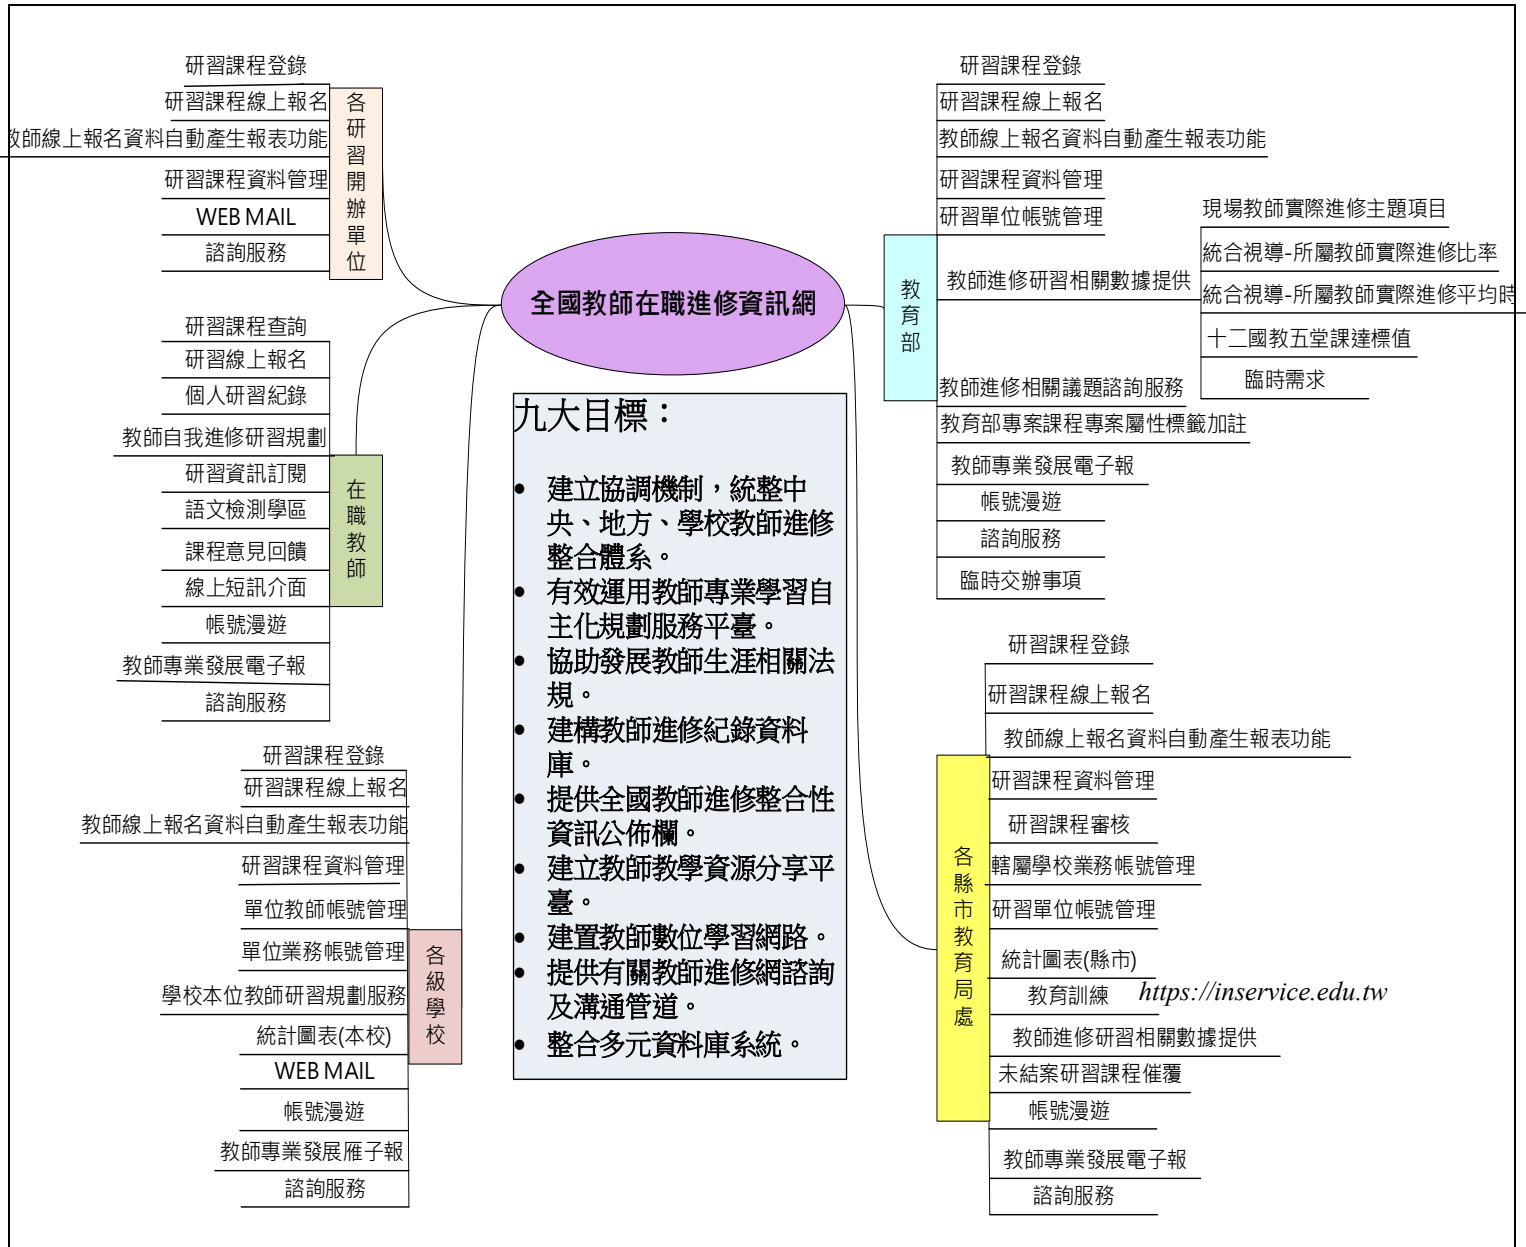 研習課程登錄
研習課程線上報名
教師線上報名資料自動產生報表功能
研習課程資料管理
WEB MAIL
諮詢服務
各研習開辦單位
研習課程查詢
研習線上報名
個人研習紀錄
教師自我進修研習規劃
研習資訊訂閱
語文檢測學區
課程意見回饋
線上短訊介面
帳號漫遊
教師專業發展電子報
諮詢服務
在職教師
研習課程登錄
研習課程線上報名
教師線上報名資料自動產生報表功能
研習課程資料管理
單位教師帳號管理
單位業務帳號管理
學校本位教師研習規劃服務
統計圖表(本校)
WEB MAIL
帳號漫遊
教師專業發展雁子報
諮詢服務
各級學校
全國教師在職進修資訊網
九大目標：
• 建立協調機制，統整中
央、地方、學校教師進修
整合體系。
• 有效運用教師專業學習自
主化規劃服務平臺。
• 協助發展教師生涯相關法
規。
• 建構教師進修紀錄資料
庫。
• 提供全國教師進修整合性
資訊公佈欄。
• 建立教師教學資源分享平
臺。
• 建置教師數位學習網路。
• 提供有關教師進修網諮詢
及溝通管道。
• 整合多元資料庫系統。
教育部
研習課程登錄
研習課程線上報名
教師線上報名資料自動產生報表功能
研習課程資料管理
研習單位帳號管理
教師進修研習相關數據提供
現場教師實際進修主題項目
統合視導-所屬教師實際進修比率
統合視導-所屬教師實際進修平均時
十二國教五堂課達標值
臨時需求
教師進修相關議題諮詢服務
教育部專案課程專案屬性標籤加註
教師專業發展電子報
帳號漫遊
諮詢服務
臨時交辦事項
各縣市教育局處
研習課程登錄
研習課程線上報名
教師線上報名資料自動產生報表功能
研習課程資料管理
研習課程審核
轄屬學校業務帳號管理
研習單位帳號管理
統計圖表(縣市)
教育訓練
https://inservice.edu.tw
教師進修研習相關數據提供
未結案研習課程催覆
帳號漫遊
教師專業發展電子報
諮詢服務